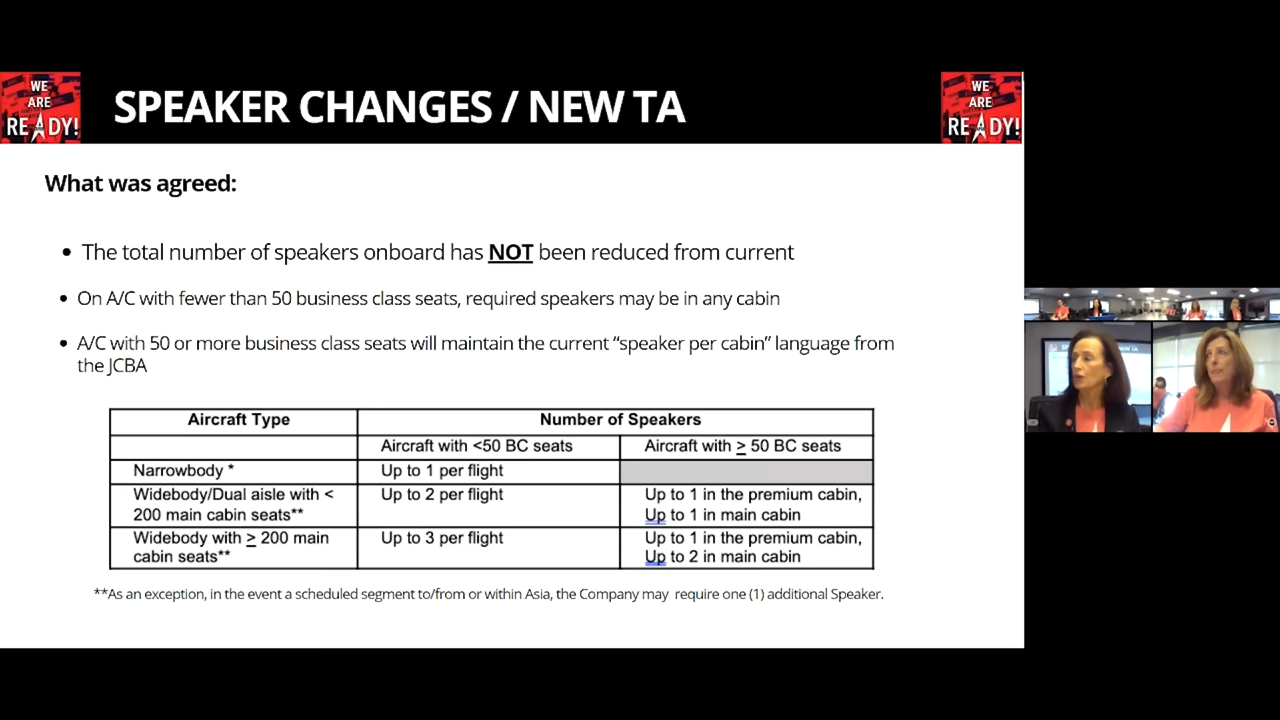 WE
ARE
READY!
SPEAKER CHANGES / NEW TA
WE
ARE
READY!
What was agreed:
• The total number of speakers onboard has NOT been reduced from current
• On A/C with fewer than 50 business class seats, required speakers may be in any cabin
• A/C with 50 or more business class seats will maintain the current “speaker per cabin” language from
the JCBA
Aircraft Type Number of Speakers
Aircraft with <50 BC seats Aircraft with ≥ 50 BC seats
Narrowbody * Up to 1 per flight
Widebody/Dual aisle with < Up to 2 per flight Up to 1 in the premium cabin,
200 main cabin seats** Up to 1 in main cabin
Widebody with ≥ 200 main Up to 3 per flight Up to 1 in the premium cabin,
cabin seats** Up to 2 in main cabin
**As an exception, in the event a scheduled segment to/from or within Asia, the Company may require one (1) additional Speaker.